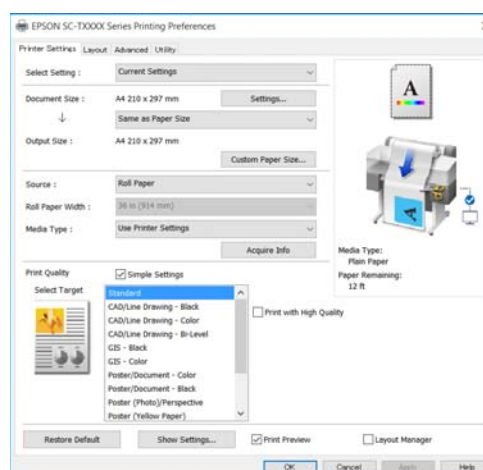 EPSON SC-TXXXX Series Printing Preferences
Printer Settings Layout Advanced Utility
Select Setting : Current Settings
Document Size : A4 210 x 297 mm Settings...
Same as Paper Size
Output Size : A4 210 x 297 mm
Custom Paper Size...
Source : Roll Paper
Roll Paper Width : 36 in (914 mm)
Media Type : Use Printer Settings
Acquire Info
A
Media Type:
Plain Paper
Paper Remaining:
12 ft
Print Quality Simple Settings
Select Target
Standard
CAD/Line Drawing - Black
CAD/Line Drawing - Color
CAD/Line Drawing - Bi-Level
GIS - Black
GIS - Color
Poster/Document - Color
Poster/Document - Black
Poster (Photo)/Perspective
Poster (Yellow Paper)
Print with High Quality
Restore Default Show Settings... Print Preview Layout Manager
OK Cancel Apply Help